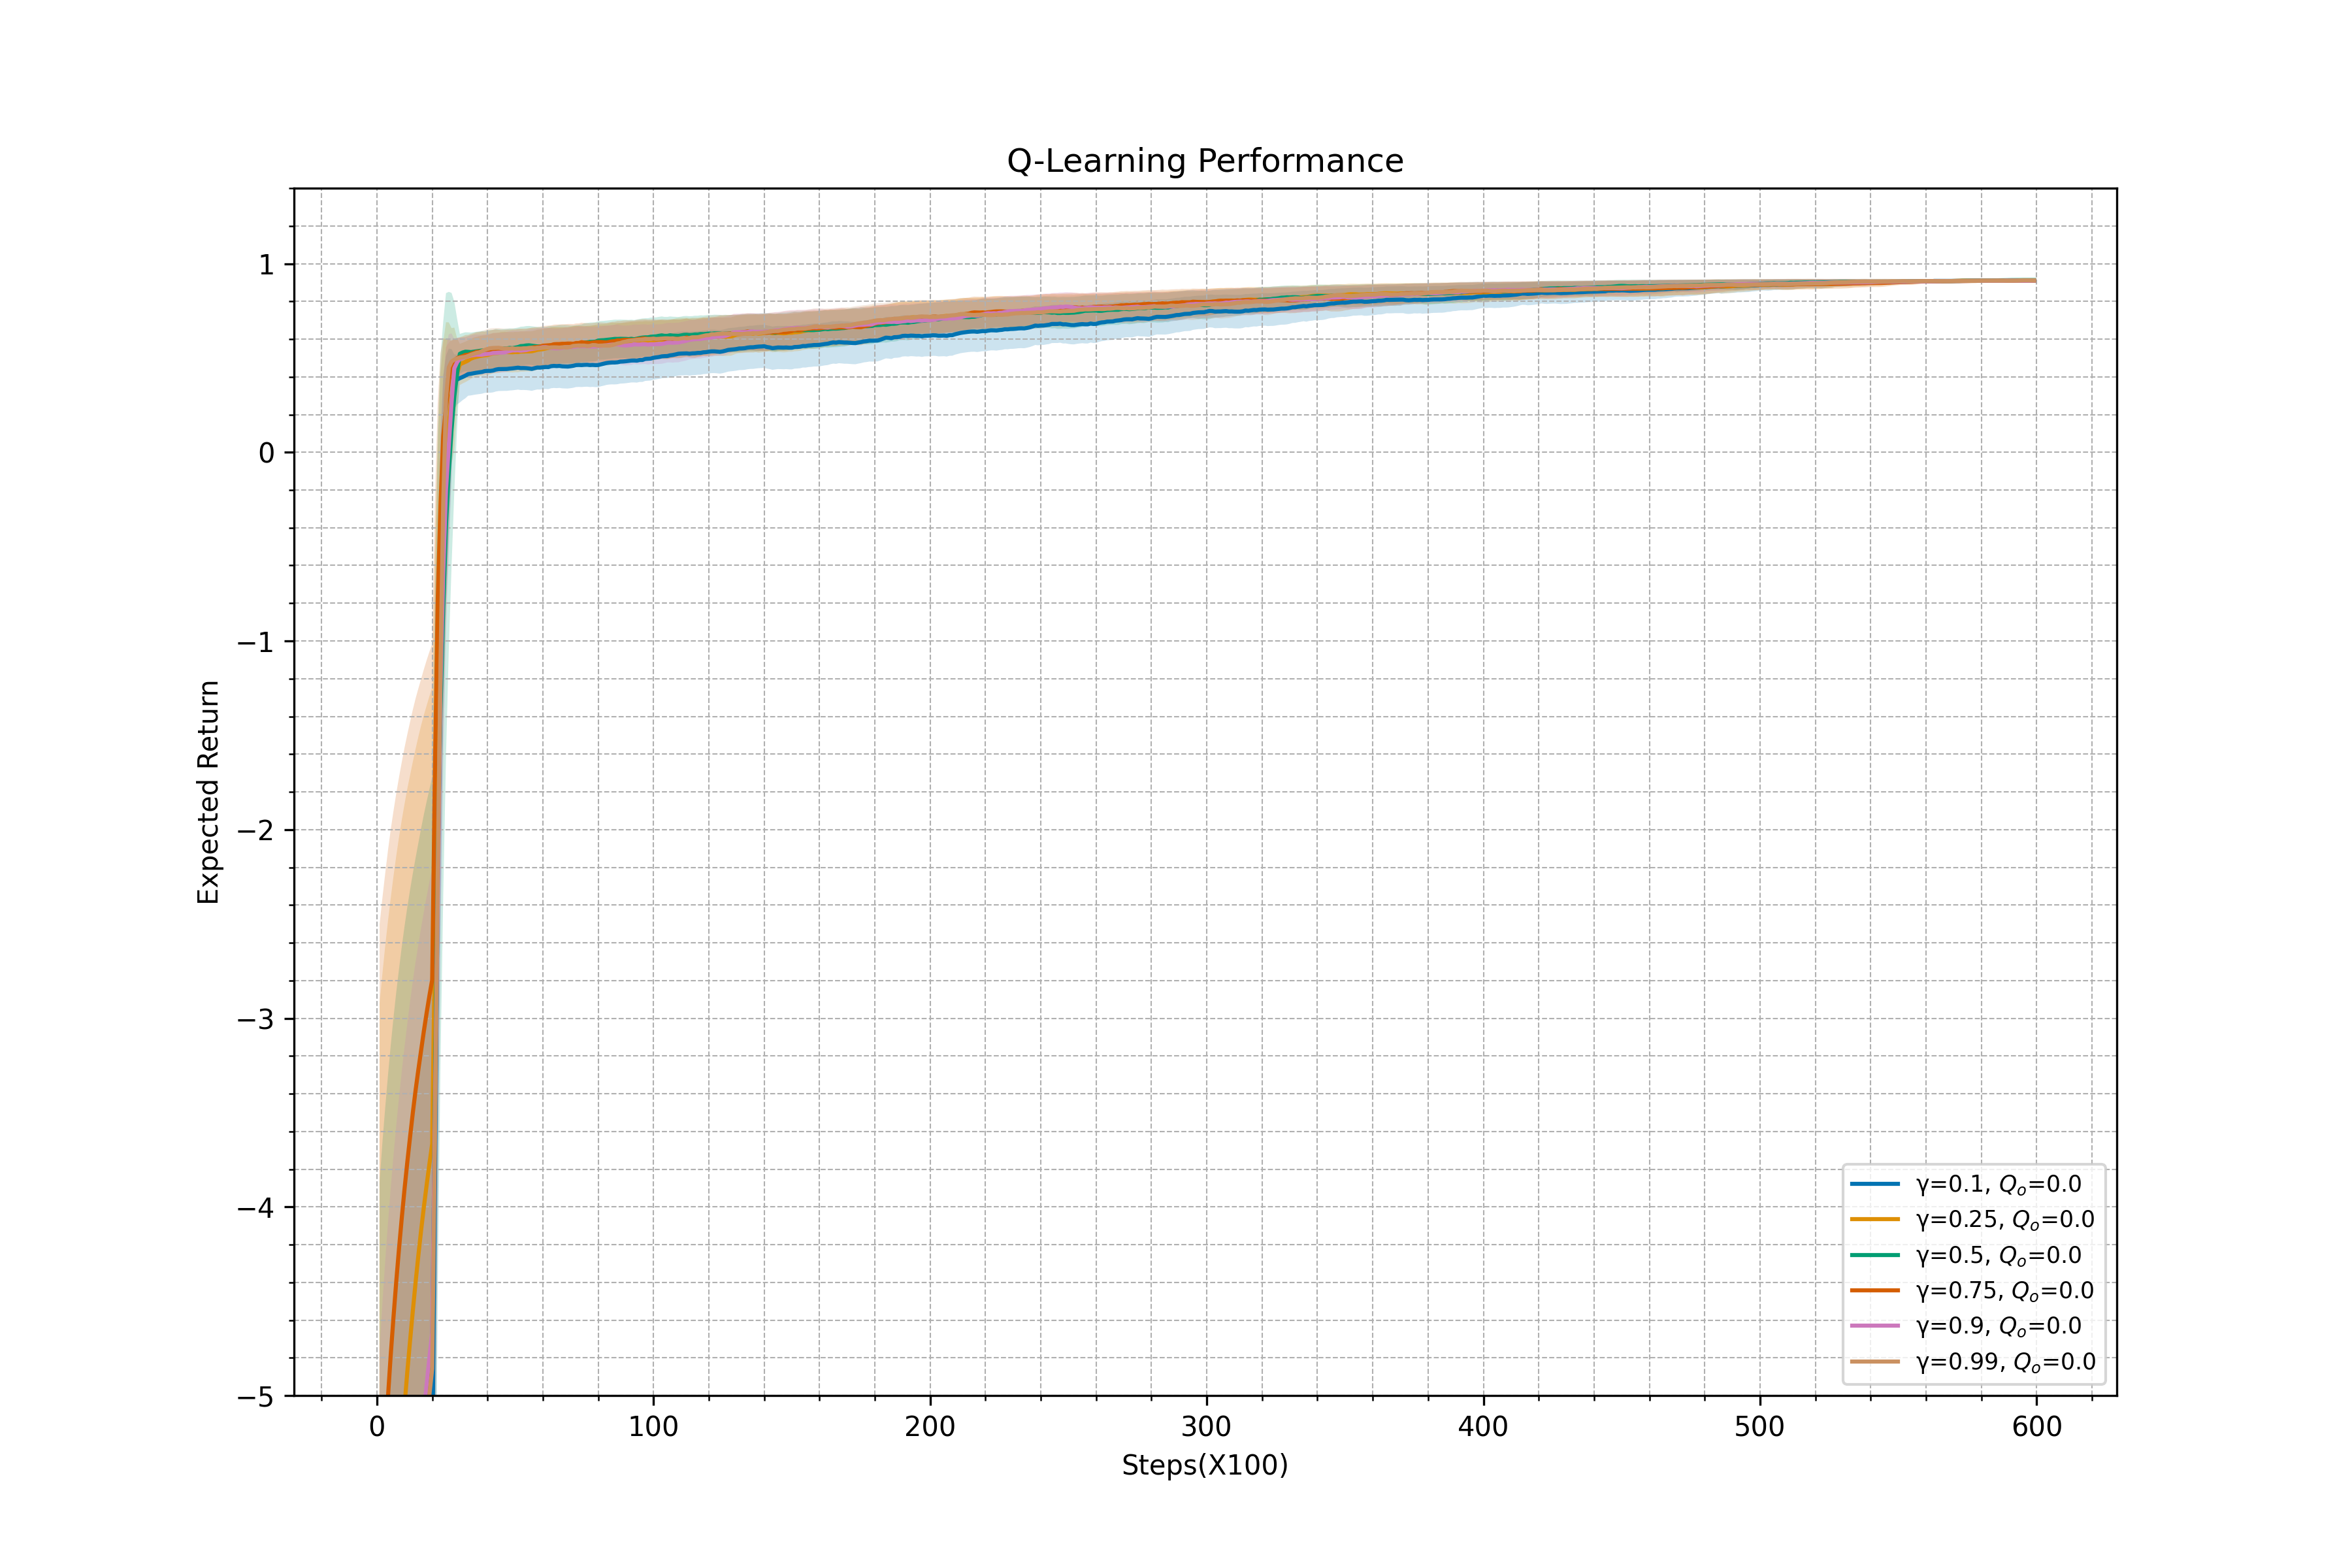 Q-Learning Performance
Expected Return
1
0
−1
−2
−3
−4
−5
0 100 200 300 400 500 600
Steps(X100)
γ=0.1, Qₒ=0.0
γ=0.25, Qₒ=0.0
γ=0.5, Qₒ=0.0
γ=0.75, Qₒ=0.0
γ=0.9, Qₒ=0.0
γ=0.99, Qₒ=0.0